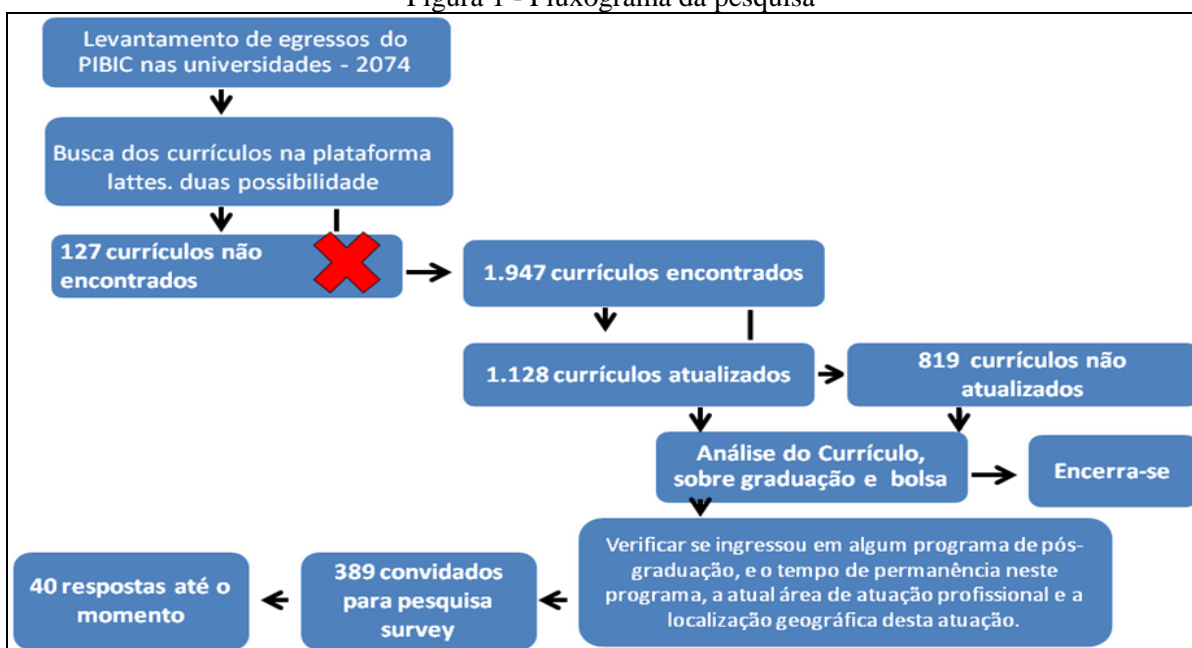 Figura 1 - Fluxograma da pesquisa
Levantamento de egressos do
PIBIC nas universidades - 2074
Busca dos currículos na plataforma
lattes. duas possibilidade
127 currículos não
encontrados
1.947 currículos encontrados
1.128 currículos atualizados
819 currículos não
atualizados
Análise do Currículo,
sobre graduação e bolsa
Encerra-se
Verificar se ingressou em algum programa de pós-
graduação, e o tempo de permanência neste
programa, a atual área de atuação profissional e a
localização geográfica desta atuação.
389 convidados
para pesquisa
survey
40 respostas até o
momento